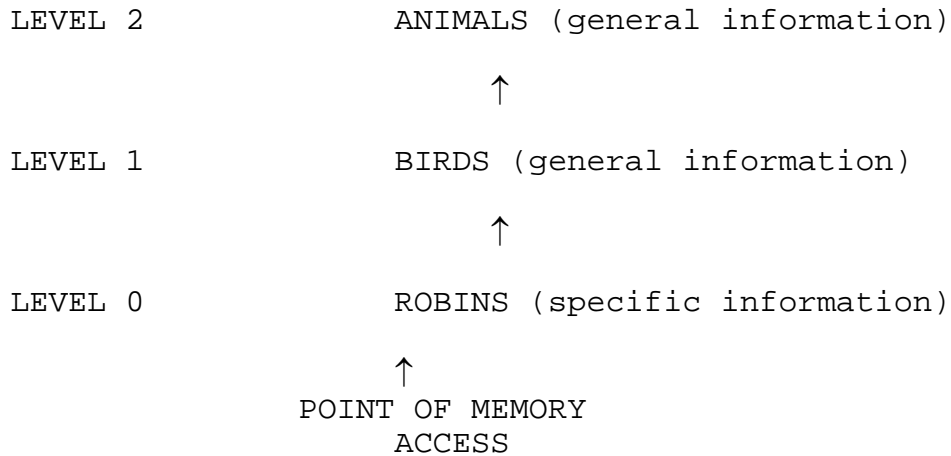 LEVEL 2 ANIMALS (general information)
↑
LEVEL 1 BIRDS (general information)
↑
LEVEL 0 ROBINS (specific information)
↑
POINT OF MEMORY
ACCESS